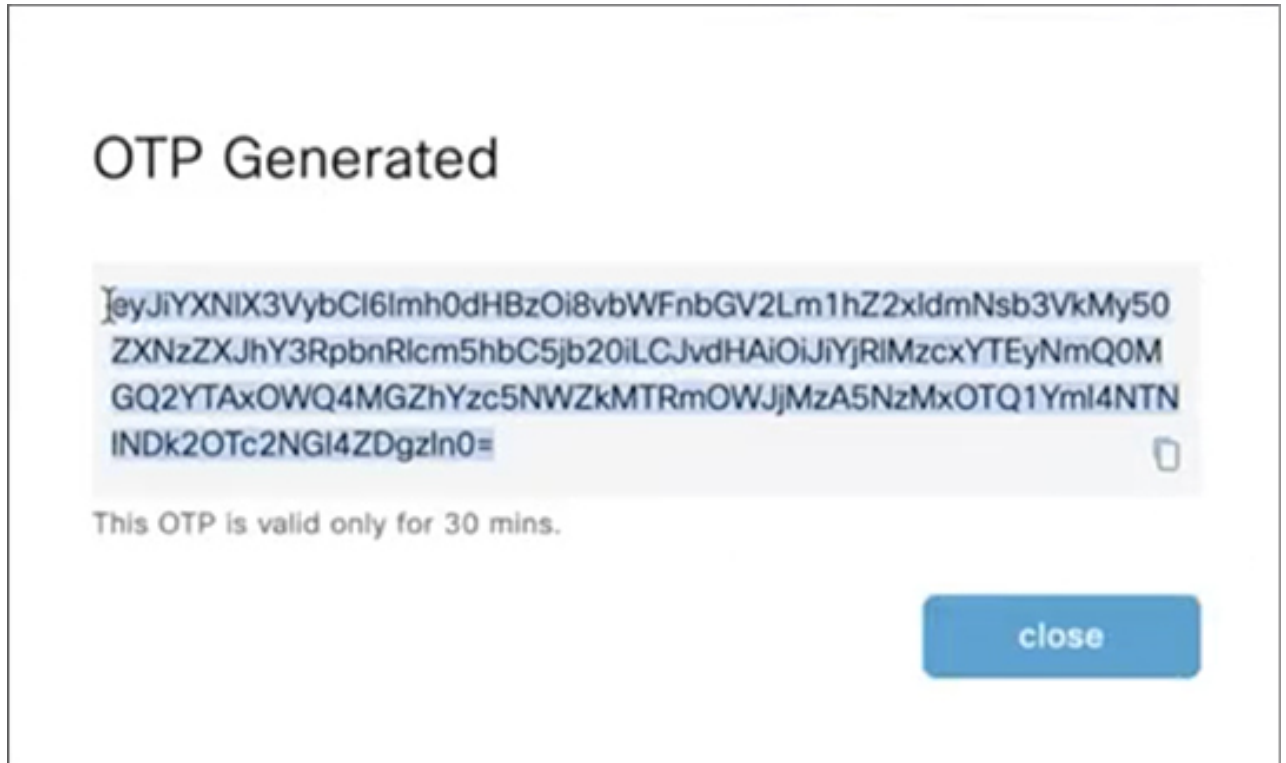 OTP Generated
eyJiYXNlX3VybCI6Imh0dHBzOi8vbWFnbGV2Lm1hZ2xldmNsb3VkMy50
ZXNzZXJhY3RpbnRlcm5hbC5jb20iLCJvdHAiOiJiYjRlMzcxYTEyNmQ0M
GQ2YTAxOWQ4MGZhYzc5NWZkMTRmOWJjMzA5NzMxOTQ1YmI4NTN
lNDk2OTc2NGI4ZDgzIn0=
This OTP is valid only for 30 mins.
close